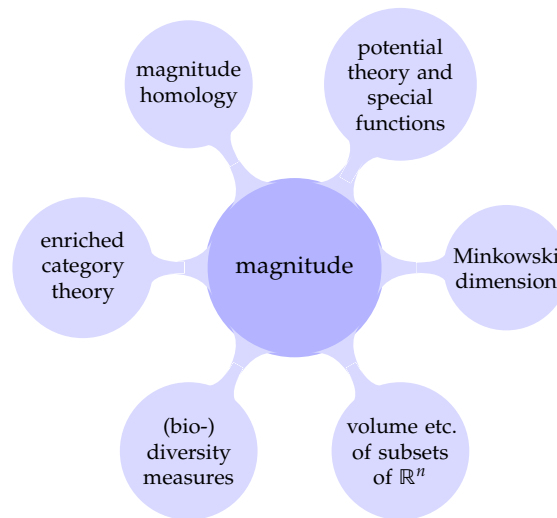 magnitude
homology
potential
theory and
special
functions
enriched
category
theory
magnitude
Minkowski
dimension
(bio-)
diversity
measures
volume etc.
of subsets
of ℝⁿ